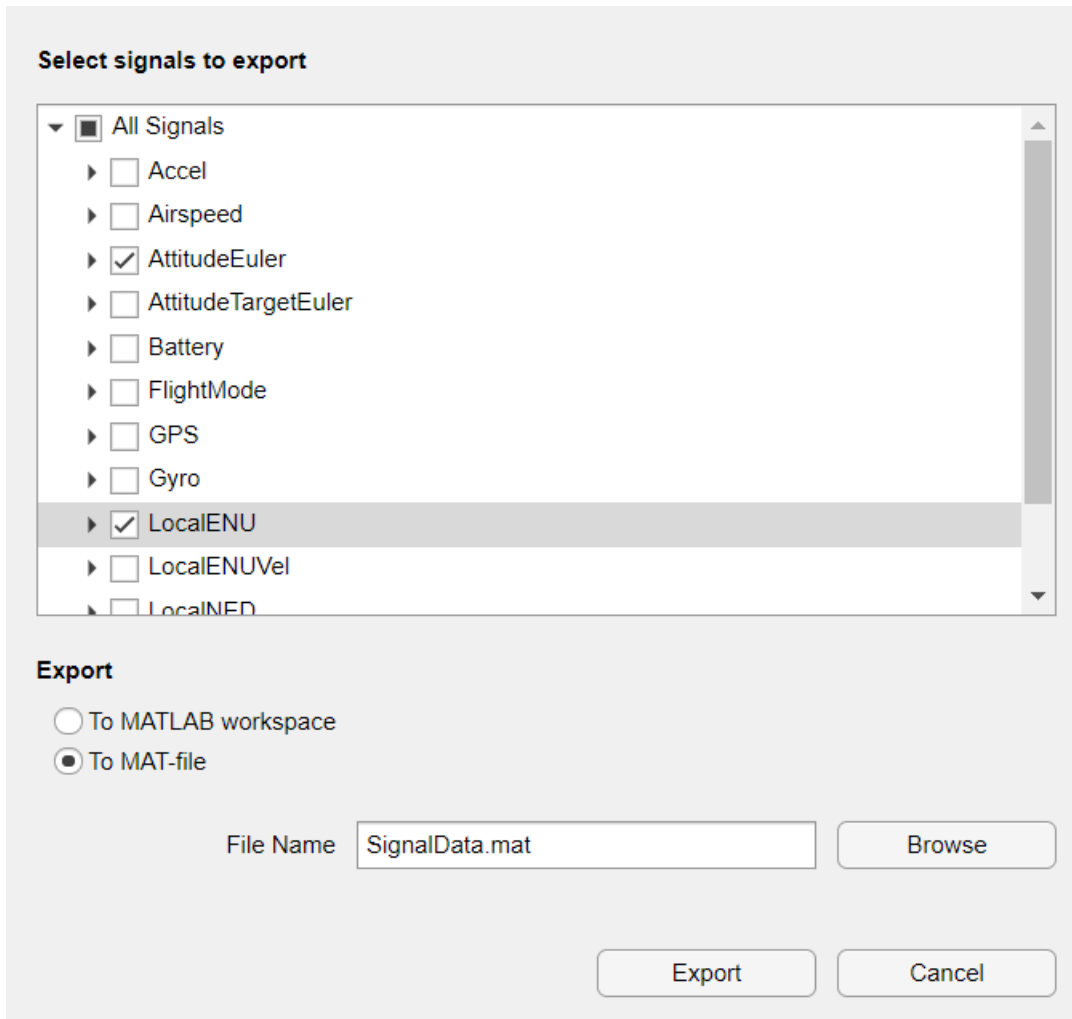 Select signals to export
All Signals
Accel
Airspeed
AttitudeEuler
AttitudeTargetEuler
Battery
FlightMode
GPS
Gyro
LocalENU
LocalENUVel
LocalNED
Export
To MATLAB workspace
To MAT-file
File Name SignalData.mat Browse
Export Cancel